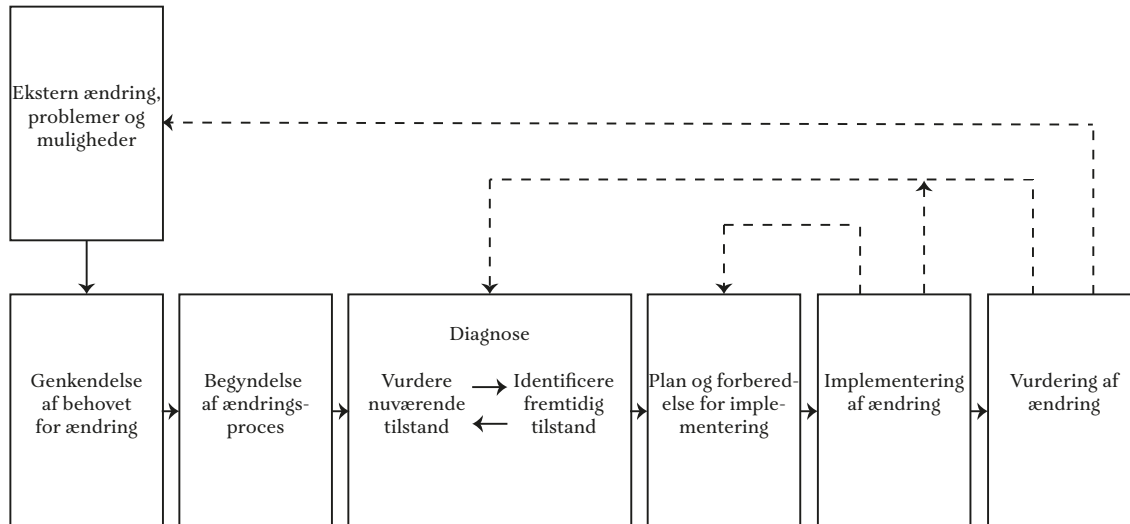 Ekstern ændring,
problemer og
muligheder
Genkendelse
af behovet
for ændring
Begyndelse
af ændrings-
proces
Diagnose
Vurdere
nuværende
tilstand
Identificere
fremtidig
tilstand
Plan og forbered-
else for imple-
mentering
Implementering
af ændring
Vurdering af
ændring